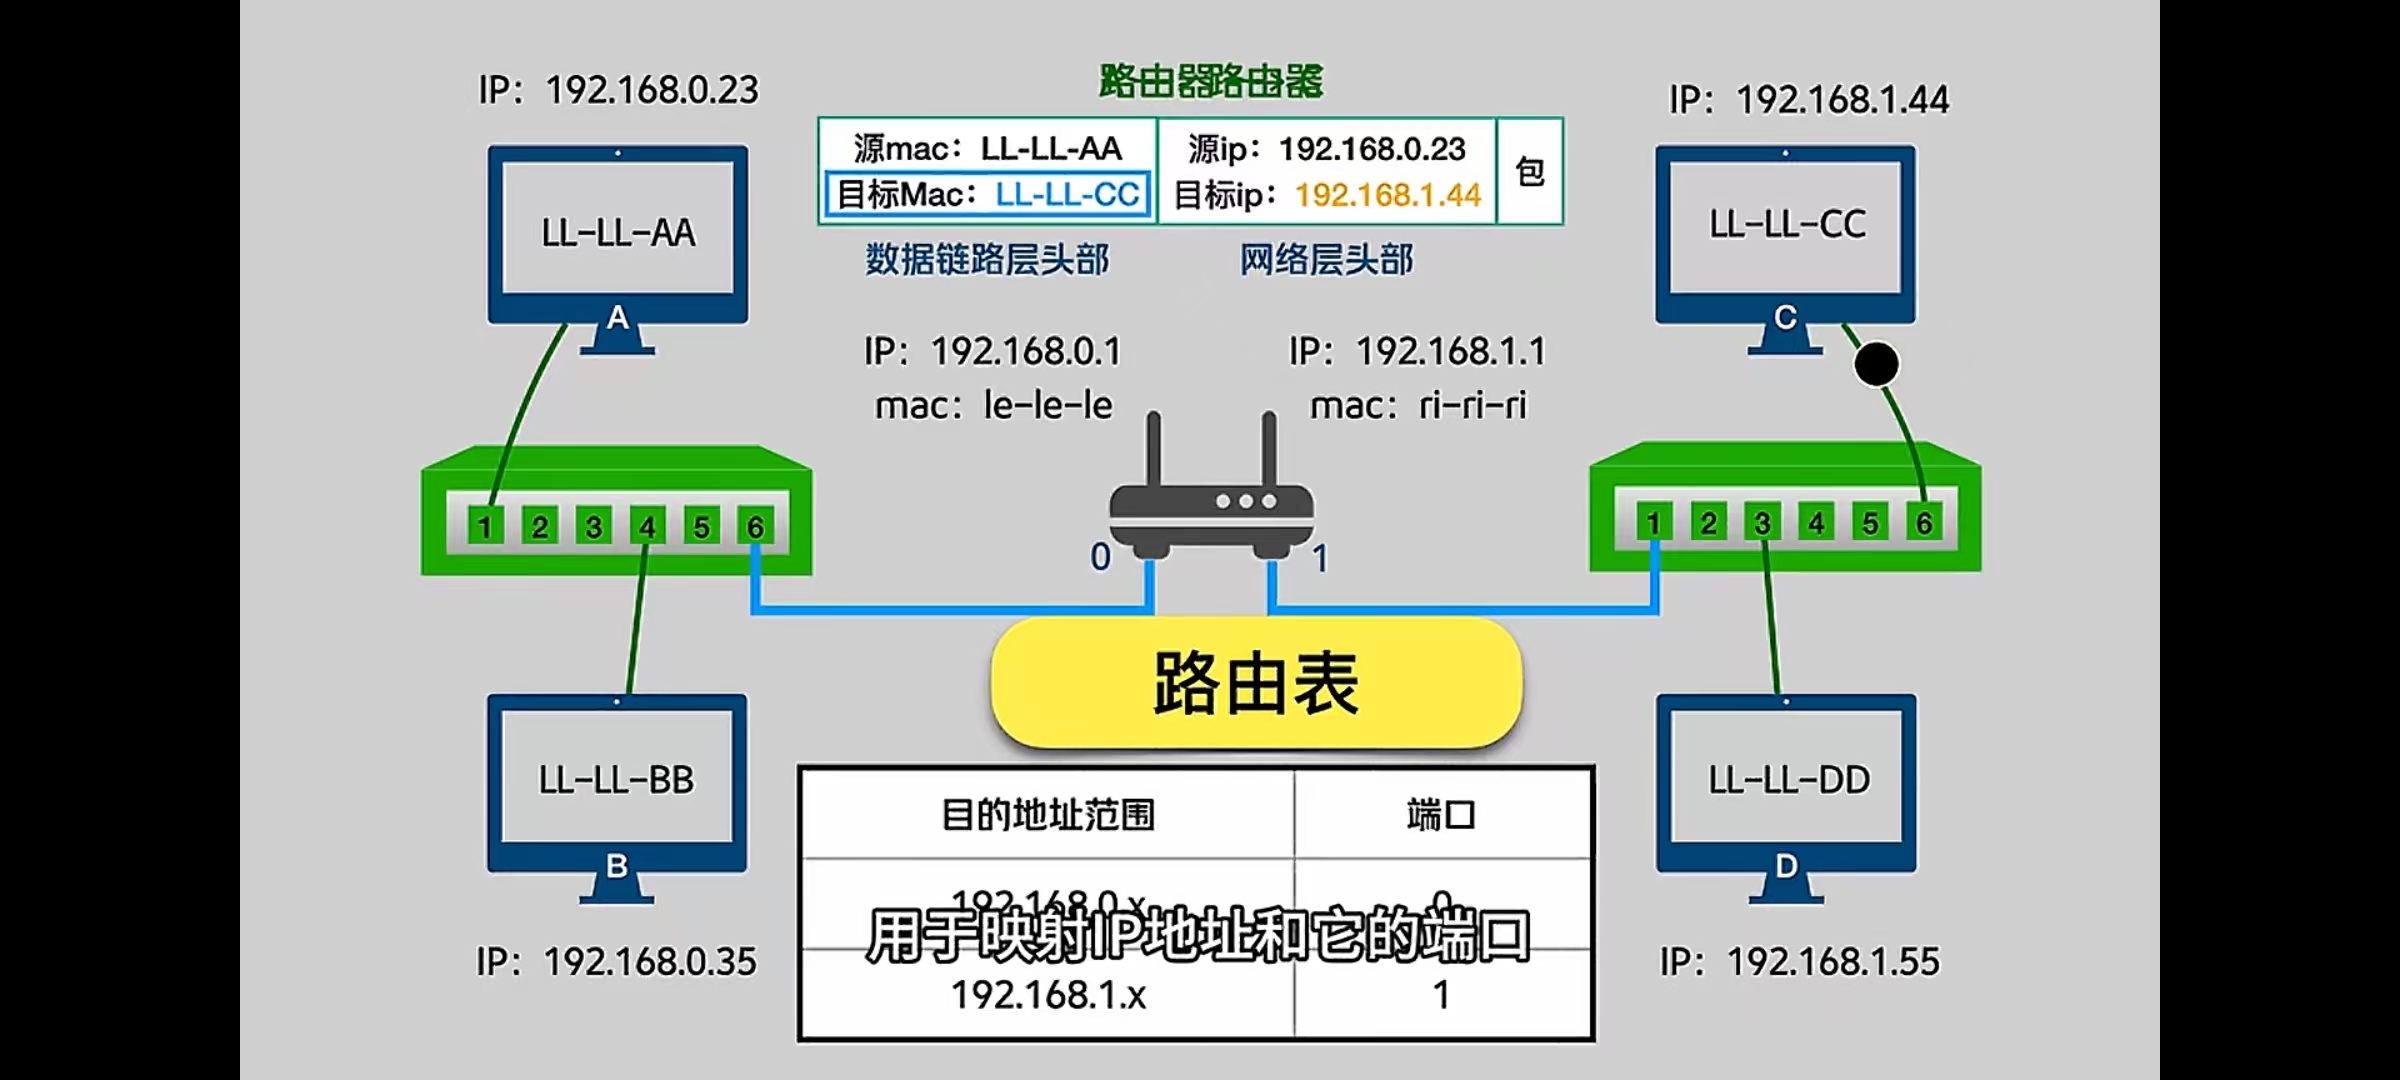 路由器路由器
IP：192.168.0.23
IP：192.168.1.44
源mac：LL-LL-AA
源ip：192.168.0.23
包
目标Mac：LL-LL-CC
目标ip：192.168.1.44
LL-LL-AA
LL-LL-CC
数据链路层头部
网络层头部
A
C
IP：192.168.0.1
IP：192.168.1.1
mac：le-le-le
mac：ri-ri-ri
1 2 3 4 5 6
1 2 3 4 5 6
0
1
路由表
LL-LL-BB
LL-LL-DD
目的地址范围
端口
B
D
192.168.0.x
0
用于映射IP地址和它的端口
IP：192.168.0.35
IP：192.168.1.55
192.168.1.x
1